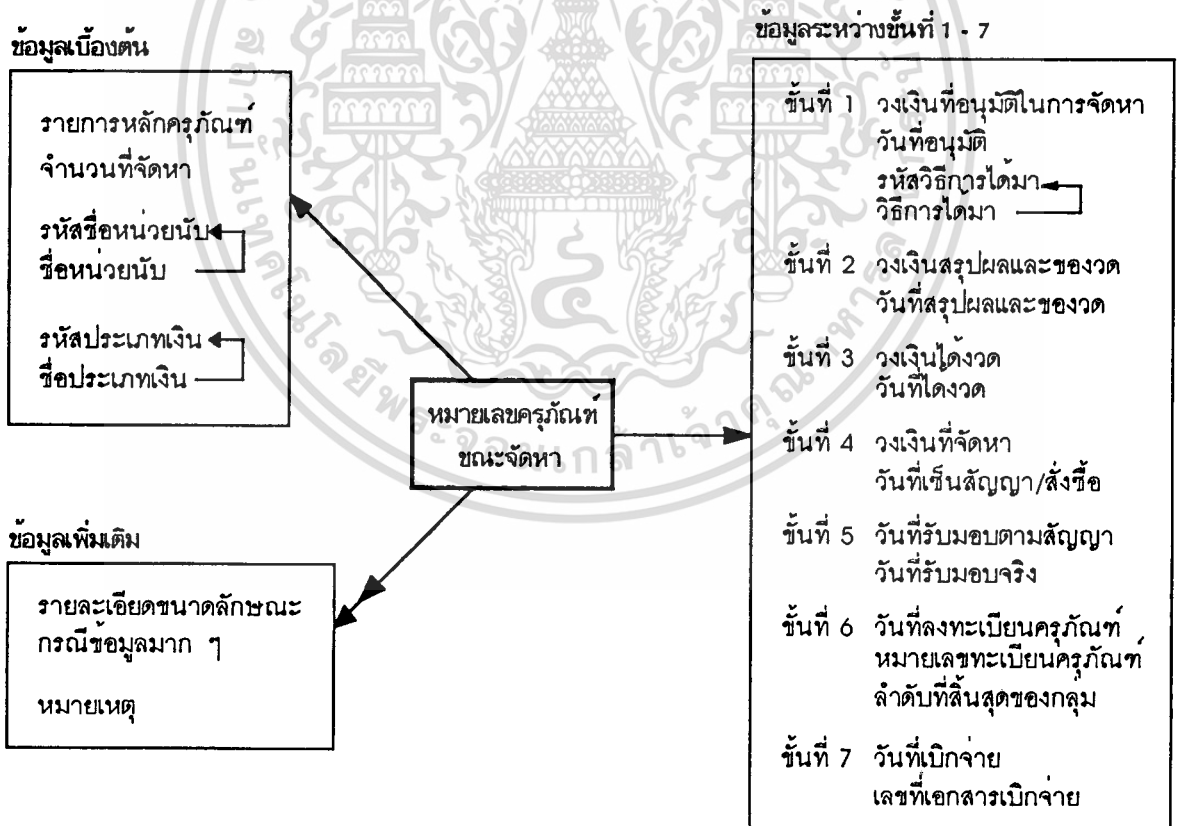 ข้อมูลเบื้องต้น
รายการหลักครุภัณฑ์
จำนวนที่จัดหา
รหัสชื่อหน่วยนับ
ชื่อหน่วยนับ
รหัสประเภทเงิน
ชื่อประเภทเงิน
หมายเลขครุภัณฑ์
ขณะจัดหา
ข้อมูลเพิ่มเติม
รายละเอียดขนาดลักษณะ
กรณีข้อมูลมาก ๆ
หมายเหตุ
ข้อมูลระหว่างขั้นที่ 1 - 7
ขั้นที่ 1 วงเงินที่อนุมัติในการจัดหา
วันที่อนุมัติ
รหัสวิธีการได้มา
วิธีการได้มา
ขั้นที่ 2 วงเงินสรุปผลและของวด
วันที่สรุปผลและของวด
ขั้นที่ 3 วงเงินได้งวด
วันที่ได้งวด
ขั้นที่ 4 วงเงินที่จัดหา
วันที่เซ็นสัญญา/สั่งซื้อ
ขั้นที่ 5 วันที่รับมอบตามสัญญา
วันที่รับมอบจริง
ขั้นที่ 6 วันที่ลงทะเบียนครุภัณฑ์
หมายเลขทะเบียนครุภัณฑ์
ลำดับที่สิ้นสุดของกลุ่ม
ขั้นที่ 7 วันที่เบิกจ่าย
เลขที่เอกสารเบิกจ่าย